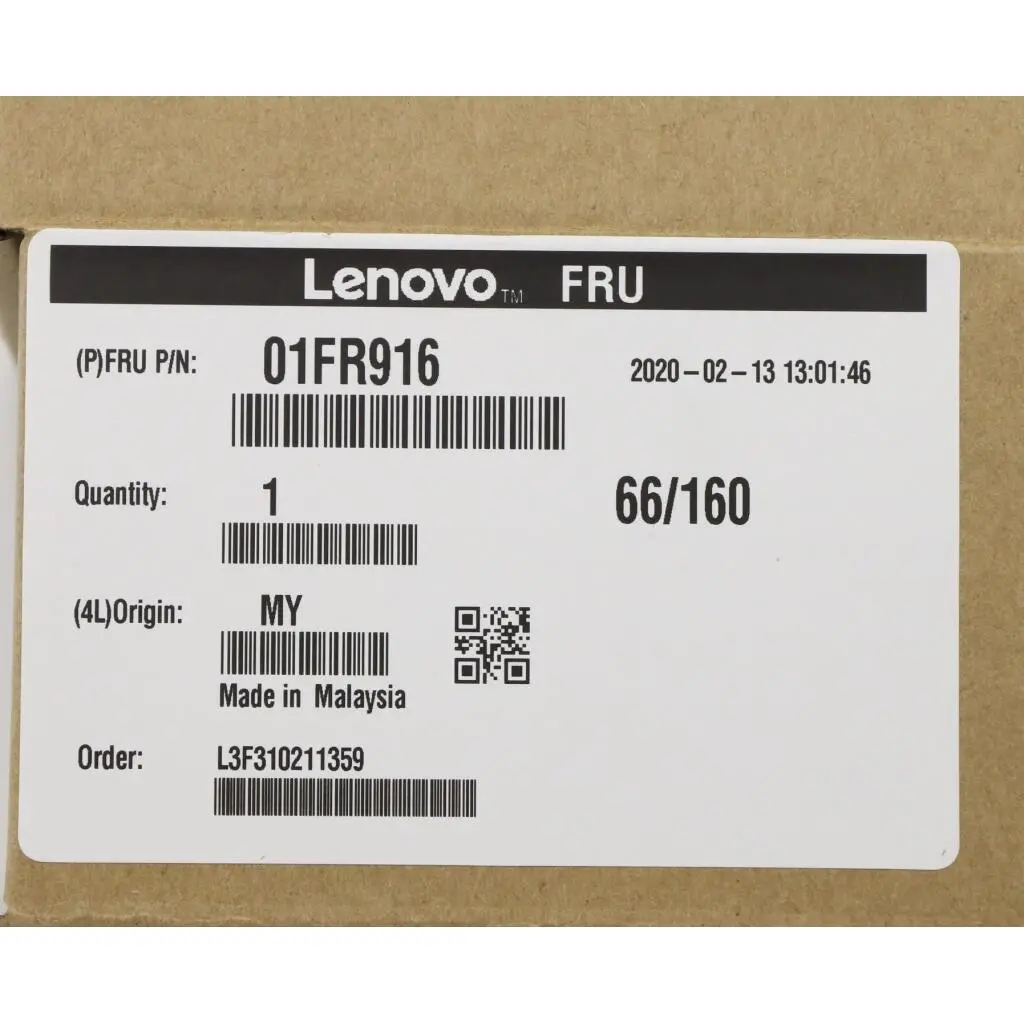 Lenovo™ FRU
(P)FRU P/N: 01FR916
2020-02-13 13:01:46
Quantity: 1
66/160
(4L)Origin: MY
Made in Malaysia
Order: L3F310211359